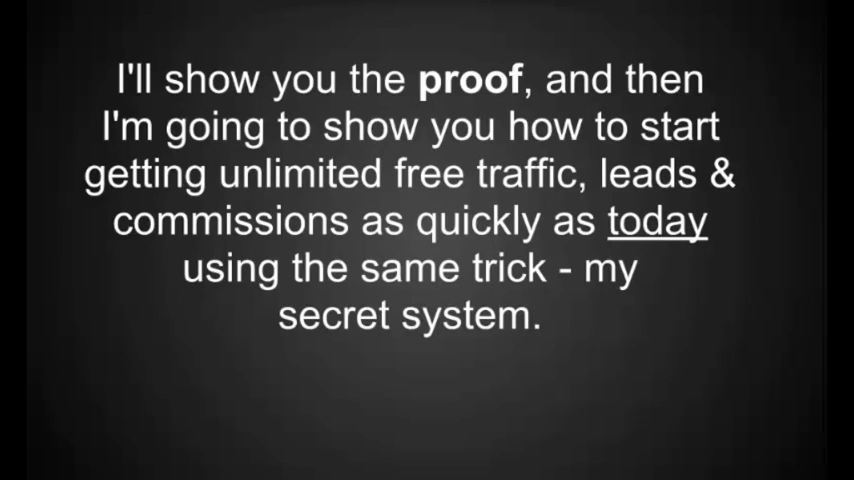 I'll show you the proof, and then
I'm going to show you how to start
getting unlimited free traffic, leads &
commissions as quickly as today
using the same trick - my
secret system.